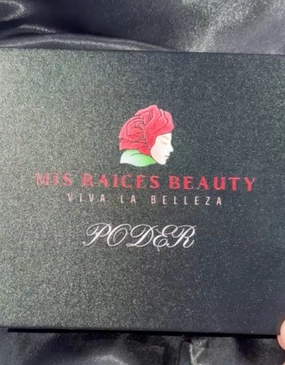 MIS RAICES BEAUTY
VIVA LA BELLEZA
PODER